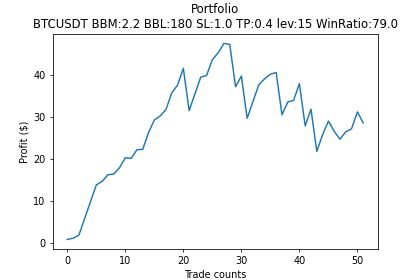 Portfolio
BTCUSDT BBM:2.2 BBL:180 SL:1.0 TP:0.4 lev:15 WinRatio:79.0
Profit ($)
40
30
20
10
0
0 10 20 30 40 50
Trade counts